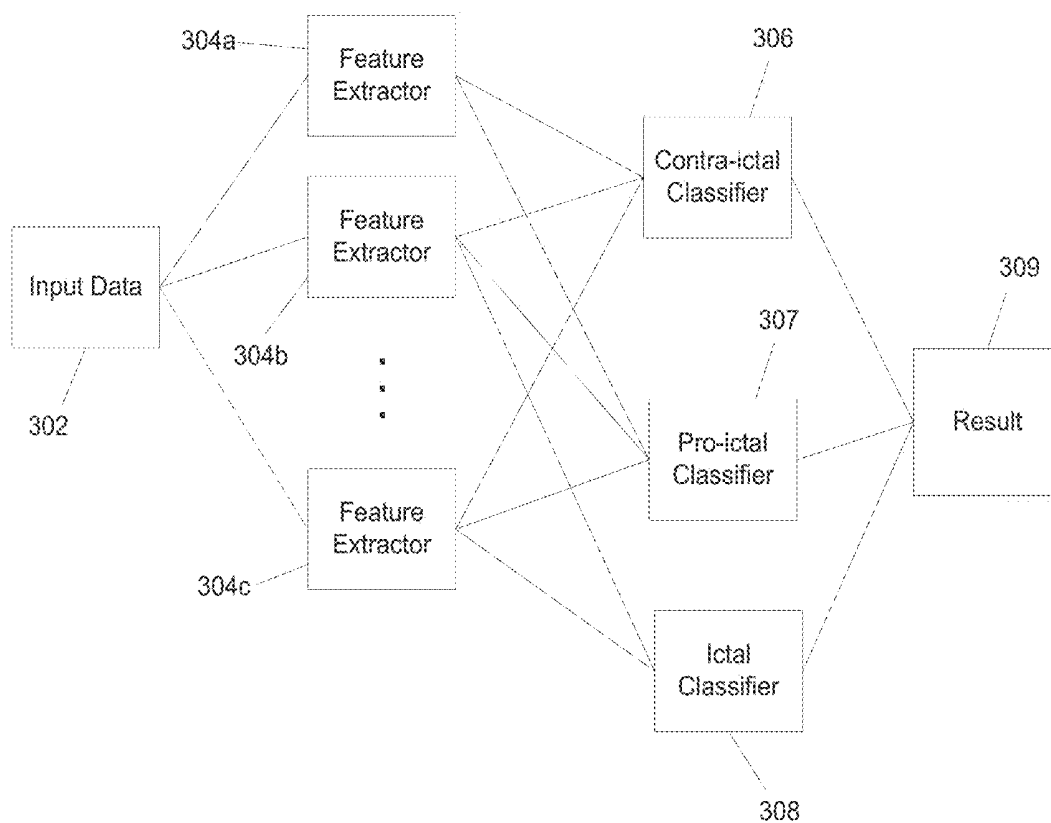 304a
Feature
Extractor
306
Contra-ictal
Classifier
Feature
Extractor
Input Data
309
304b
307
302
Result
Pro-ictal
Classifier
Feature
Extractor
304c
Ictal
Classifier
308